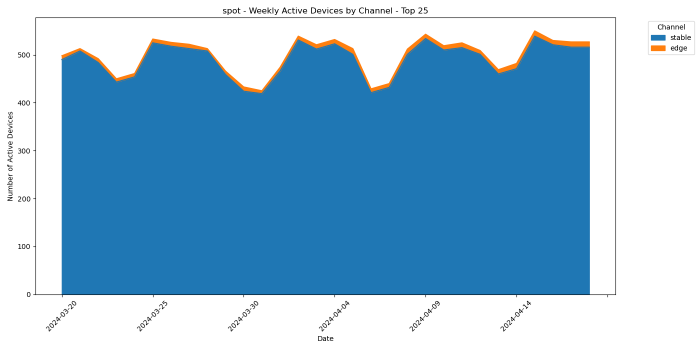 spot - Weekly Active Devices by Channel - Top 25
Channel
stable
edge
Number of Active Devices
500
400
300
200
100
0
2024-03-20
2024-03-25
2024-03-30
2024-04-04
2024-04-09
2024-04-14
Date